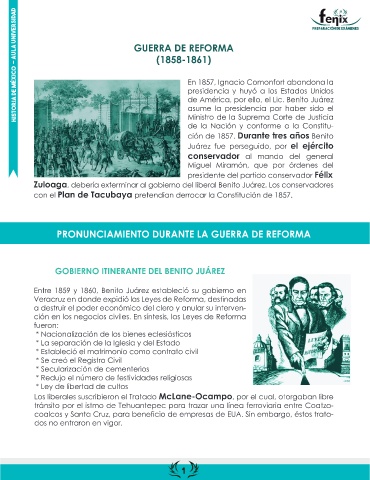 HISTORIA DE MÉXICO – AULA UNIVERSIDAD
fenix
PREPARACIÓN DE EXÁMENES
GUERRA DE REFORMA
(1858-1861)
En 1857, Ignacio Comonfort abandona la
presidencia y huyó a los Estados Unidos
de América, por ello, el Lic. Benito Juárez
asume la presidencia por haber sido el
Ministro de la Suprema Corte de Justicia
de la Nación y conforme a la Constitu-
ción de 1857. Durante tres años Benito
Juárez fue perseguido, por el ejército
conservador al mando del general
Miguel Miramón, que por órdenes del
presidente del partido conservador Félix
Zuloaga, debería exterminar al gobierno del liberal Benito Juárez. Los conservadores
con el Plan de Tacubaya pretendían derrocar la Constitución de 1857.
PRONUNCIAMIENTO DURANTE LA GUERRA DE REFORMA
GOBIERNO ITINERANTE DEL BENITO JUÁREZ
Entre 1859 y 1860, Benito Juárez estableció su gobierno en
Veracruz en donde expidió las Leyes de Reforma, destinadas
a destruir el poder económico del clero y anular su interven-
ción en los negocios civiles. En síntesis, las Leyes de Reforma
fueron:
* Nacionalización de los bienes eclesiásticos
* La separación de la Iglesia y del Estado
* Estableció el matrimonio como contrato civil
* Se creó el Registro Civil
* Secularización de cementerios
* Redujo el número de festividades religiosas
* Ley de libertad de cultos
Los liberales suscribieron el Tratado McLane-Ocampo, por el cual, otorgaban libre
tránsito por el istmo de Tehuantepec para trazar una línea ferroviaria entre Coatzo-
coalcos y Santa Cruz, para beneficio de empresas de EUA. Sin embargo, éstos trata-
dos no entraron en vigor.
1